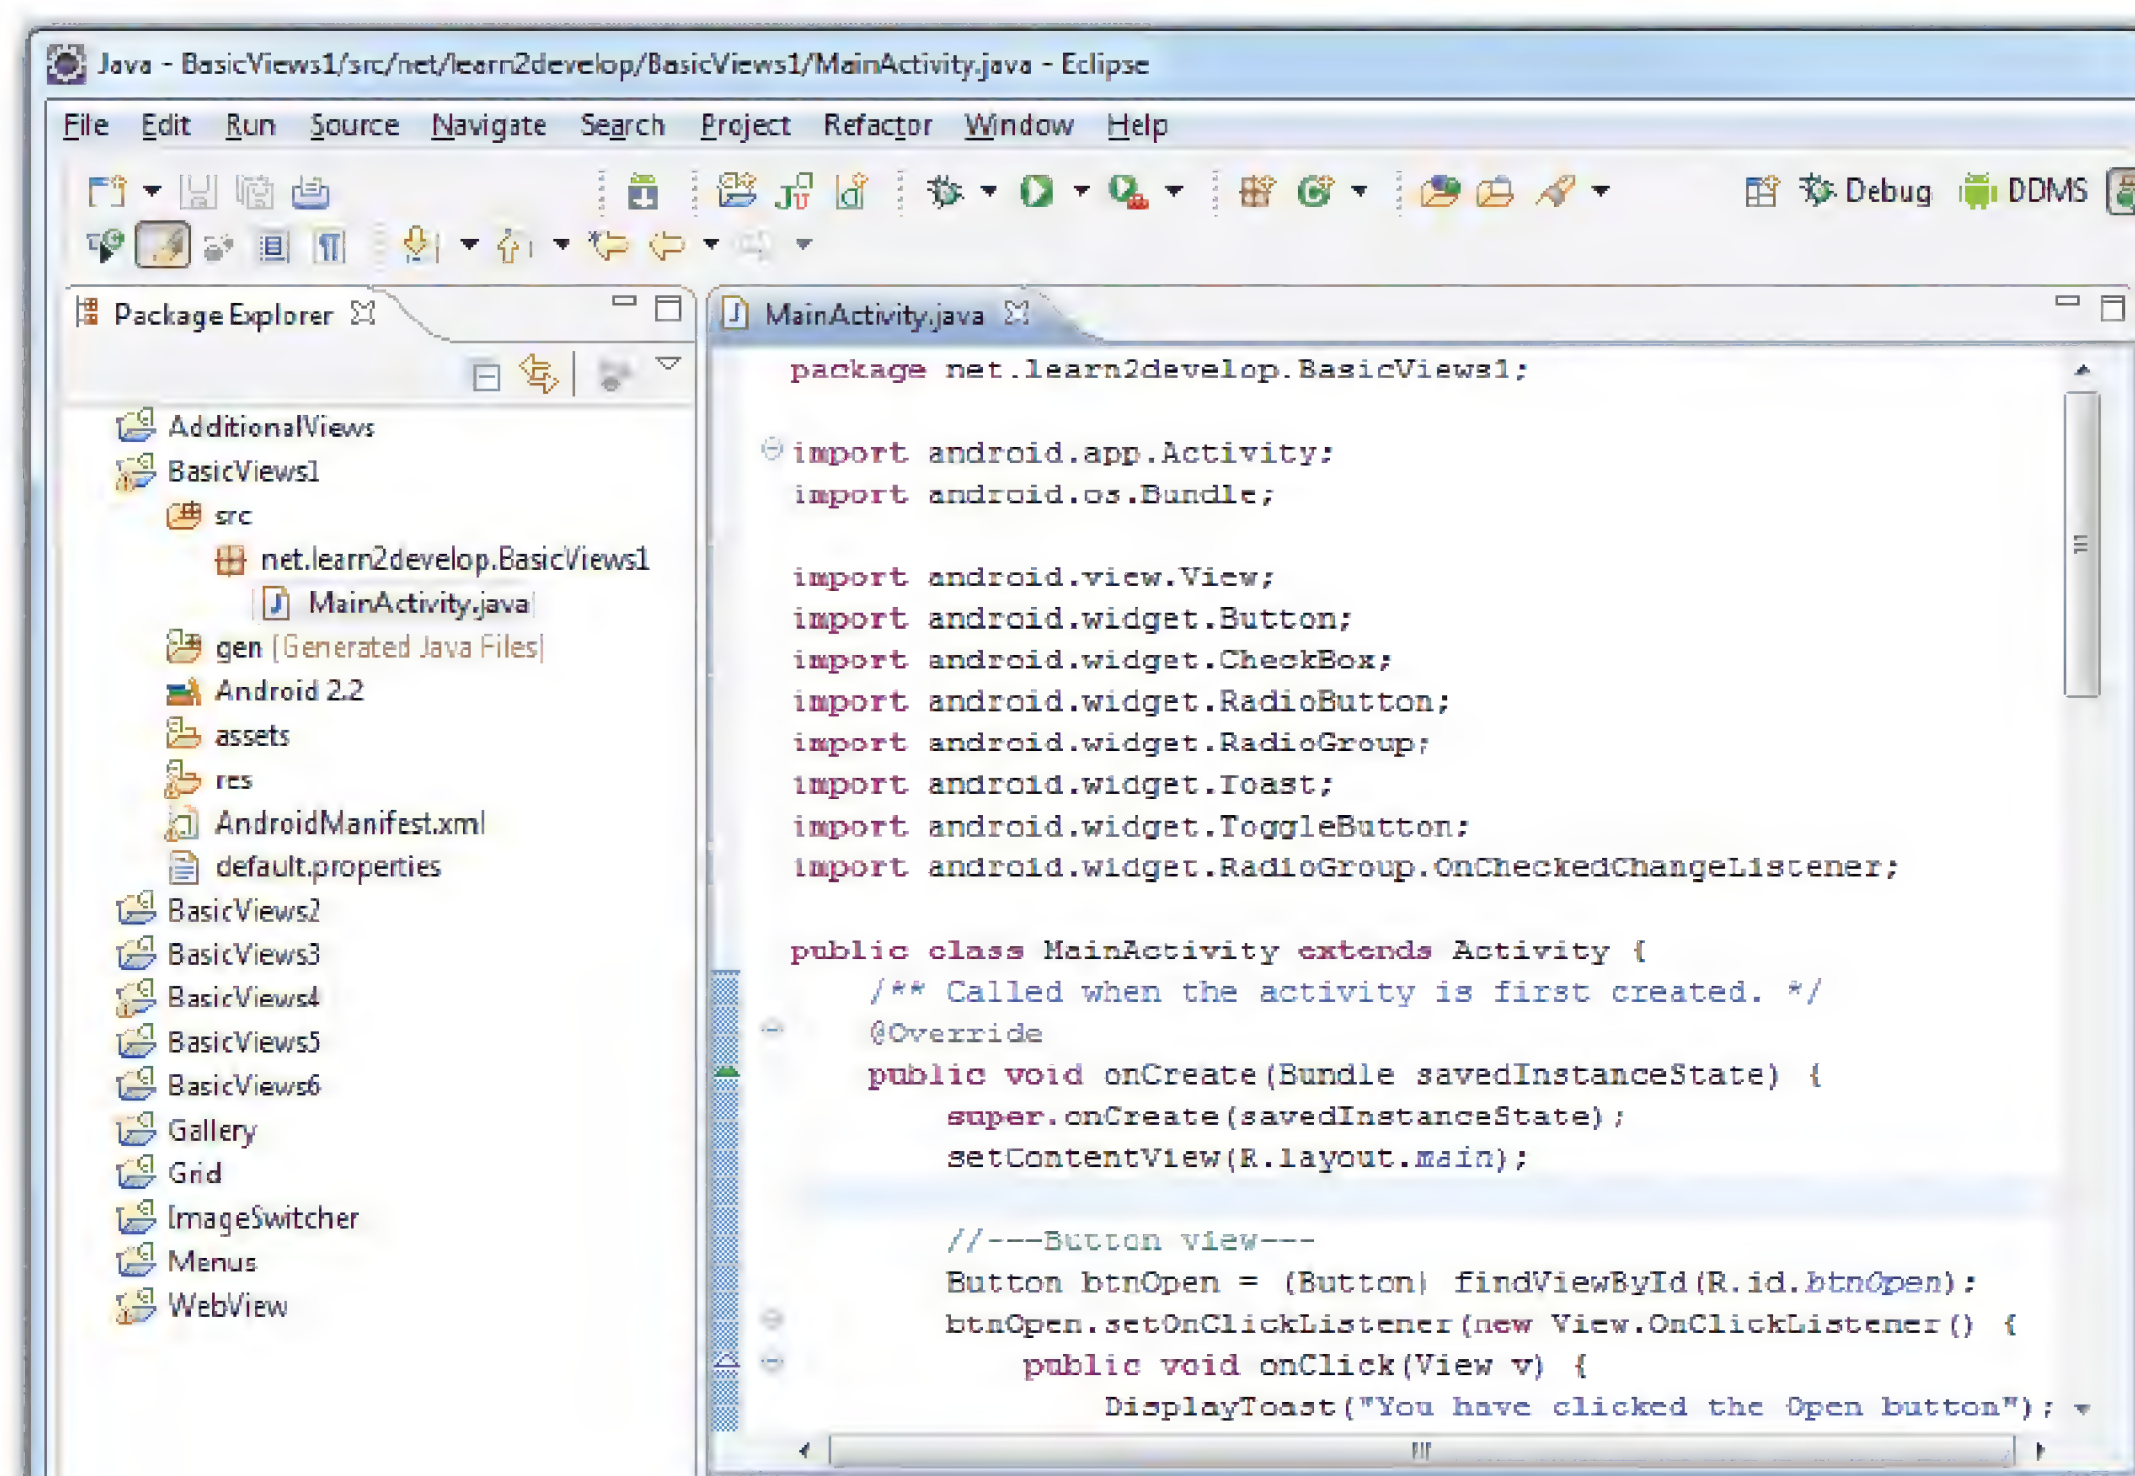 Java - BasicViews1/src/net/learn2develop/BasicViews1/MainActivity.java - Eclipse
File Edit Run Source Navigate Search Project Refactor Window Help
Debug DDMS
Package Explorer
MainActivity.java
AdditionalViews
BasicViews1
src
net.learn2develop.BasicViews1
MainActivity.java
gen [Generated Java Files]
Android 2.2
assets
res
AndroidManifest.xml
default.properties
BasicViews2
BasicViews3
BasicViews4
BasicViews5
BasicViews6
Gallery
Grid
ImageSwitcher
Menus
WebView
package net.learn2develop.BasicViews1;
import android.app.Activity;
import android.os.Bundle;
import android.view.View;
import android.widget.Button;
import android.widget.CheckBox;
import android.widget.RadioButton;
import android.widget.RadioGroup;
import android.widget.Toast;
import android.widget.ToggleButton;
import android.widget.RadioGroup.OnCheckedChangeListener;
public class MainActivity extends Activity {
/** Called when the activity is first created. */
@Override
public void onCreate(Bundle savedInstanceState) {
super.onCreate(savedInstanceState);
setContentView(R.layout.main);
//---Button view---
Button btnOpen = (Button) findViewById(R.id.btnOpen);
btnOpen.setOnClickListener(new View.OnClickListener() {
public void onClick(View v) {
DisplayToast("You have clicked the Open button");